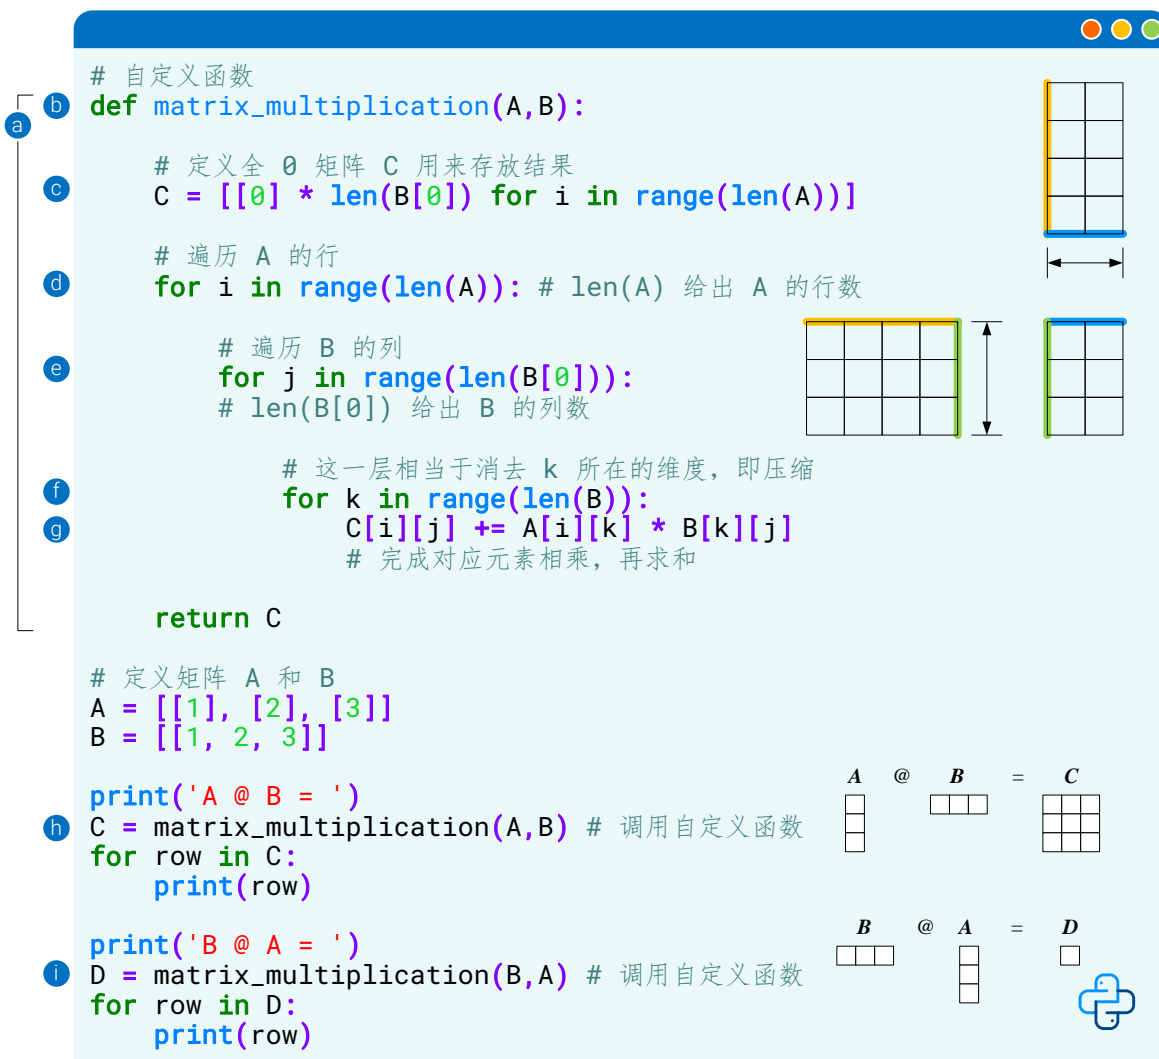 # 自定义函数
a
b def matrix_multiplication(A,B):
# 定义全 0 矩阵 C 用来存放结果
c C = [[0] * len(B[0]) for i in range(len(A))]
# 遍历 A 的行
d for i in range(len(A)): # len(A) 给出 A 的行数
# 遍历 B 的列
e for j in range(len(B[0])):
# len(B[0]) 给出 B 的列数
# 这一层相当于消去 k 所在的维度，即压缩
f for k in range(len(B)):
g C[i][j] += A[i][k] * B[k][j]
# 完成对应元素相乘，再求和
return C
# 定义矩阵 A 和 B
A = [[1], [2], [3]]
B = [[1, 2, 3]]
print('A @ B = ')
h C = matrix_multiplication(A,B) # 调用自定义函数
for row in C:
print(row)
A @ B = C
print('B @ A = ')
i D = matrix_multiplication(B,A) # 调用自定义函数
for row in D:
print(row)
B @ A = D